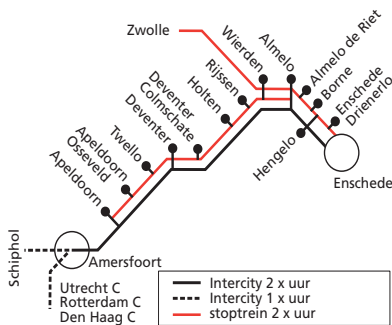 Zwolle
Wierden
Almelo
Almelo de Riet
Borne
Enschede
Drienerlo
Rijssen
Holten
Deventer
Colmschate
Deventer
Twello
Apeldoorn
Osseveld
Apeldoorn
Hengelo
Enschede
Schiphol
Amersfoort
Utrecht C
Rotterdam C
Den Haag C
Intercity 2 x uur
Intercity 1 x uur
stoptrein 2 x uur